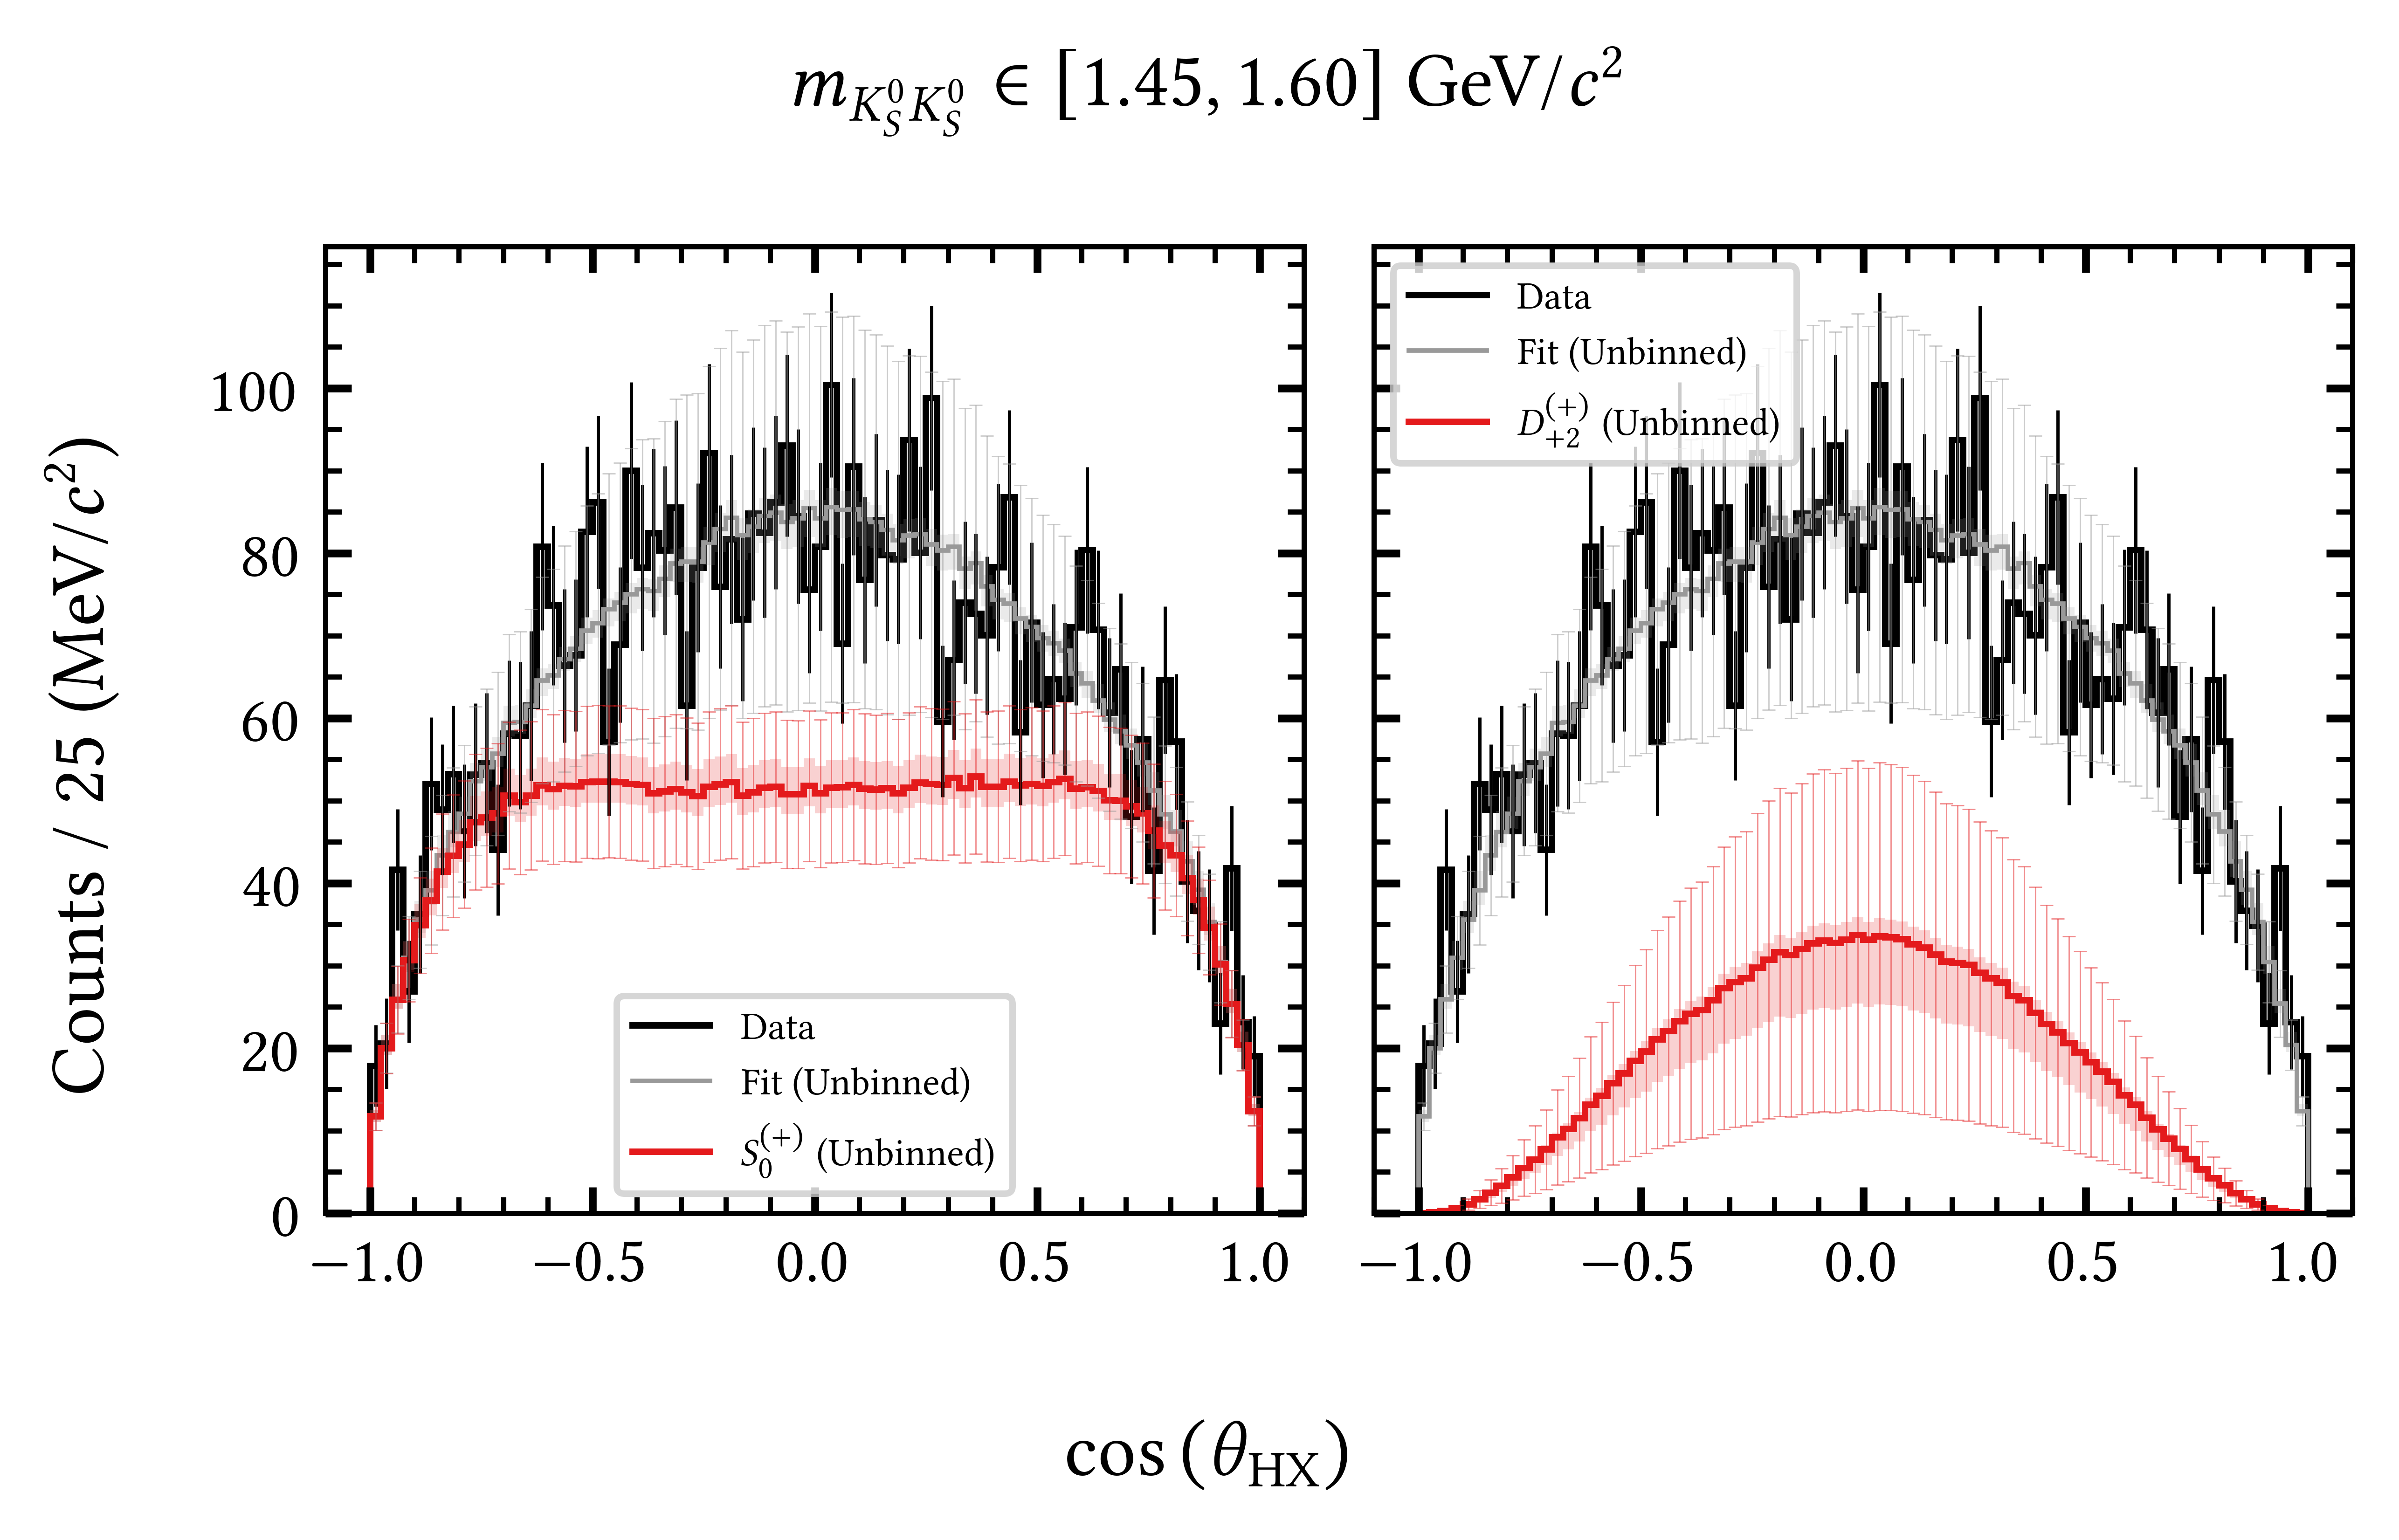 m_{K_S^0 K_S^0} ∈ [1.45, 1.60] GeV/c²
Counts / 25 (MeV/c²)
100
80
60
40
20
0
Data
Fit (Unbinned)
S_0^{(+)} (Unbinned)
−1.0 −0.5 0.0 0.5 1.0
Data
Fit (Unbinned)
D_{+2}^{(+)} (Unbinned)
−1.0 −0.5 0.0 0.5 1.0
cos (θ_HX)